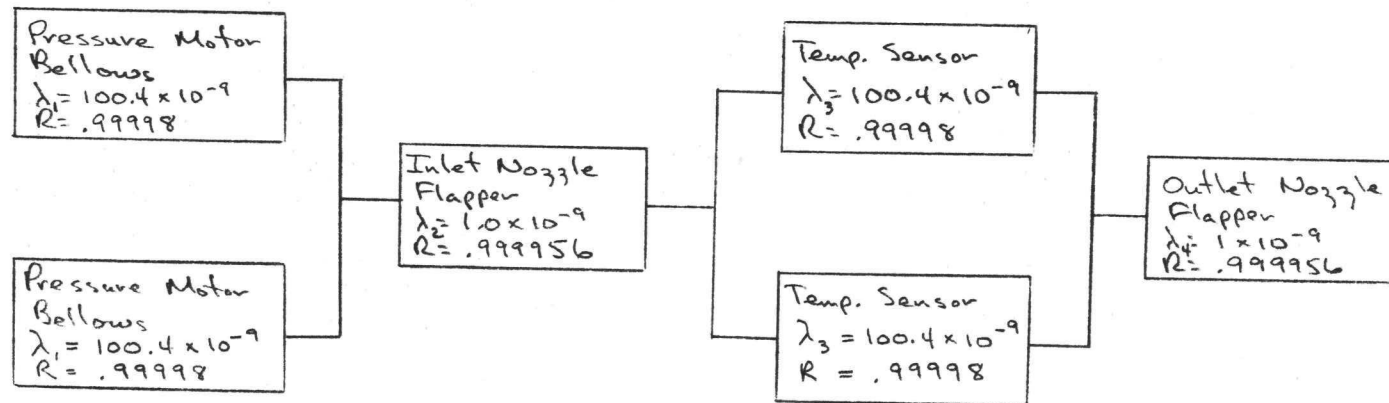 Pressure Motor
Bellows
λ₁= 100.4 × 10⁻⁹
R= .99998
Pressure Motor
Bellows
λ₁ = 100.4 × 10⁻⁹
R = .99998
Inlet Nozzle
Flapper
λ₂= 1.0 × 10⁻⁹
R= .999956
Temp. Sensor
λ₃= 100.4 × 10⁻⁹
R= .99998
Temp. Sensor
λ₃ = 100.4 × 10⁻⁹
R = .99998
Outlet Nozzle
Flapper
λ₄= 1 × 10⁻⁹
R= .999956